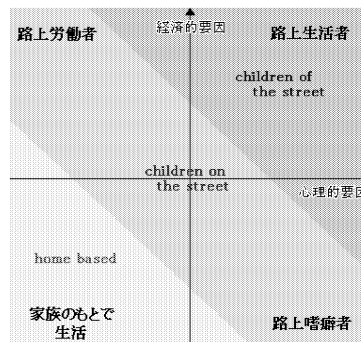 路上労働者
経済的要因
路上生活者
children of
the street
children on
the street
心理的要因
home based
家族のもとで
生活
路上嗜癖者